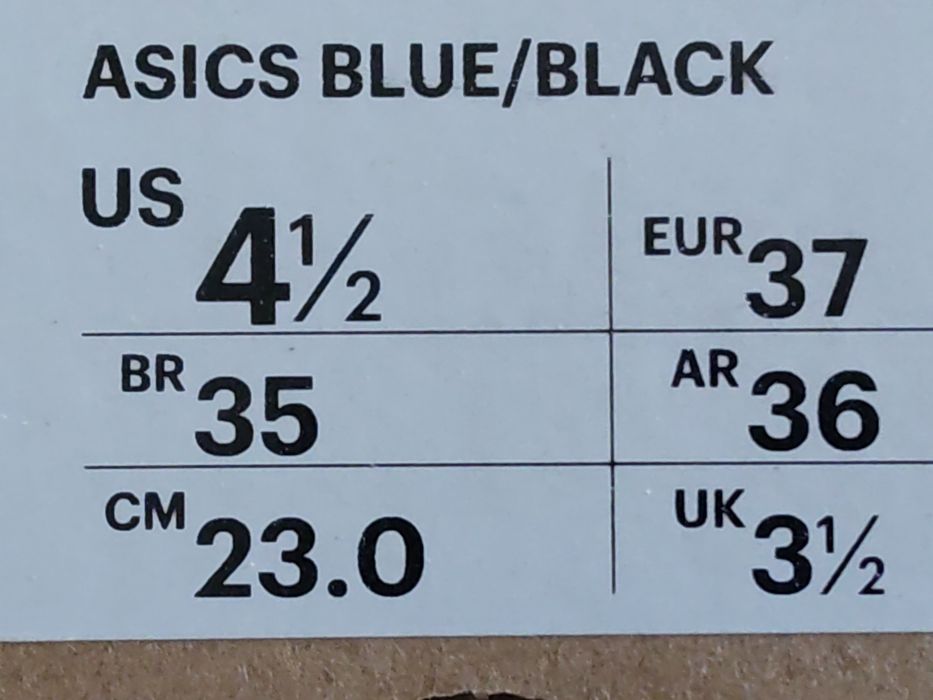 ASICS BLUE/BLACK
US 4½ EUR 37
BR 35 AR 36
CM 23.0 UK 3½